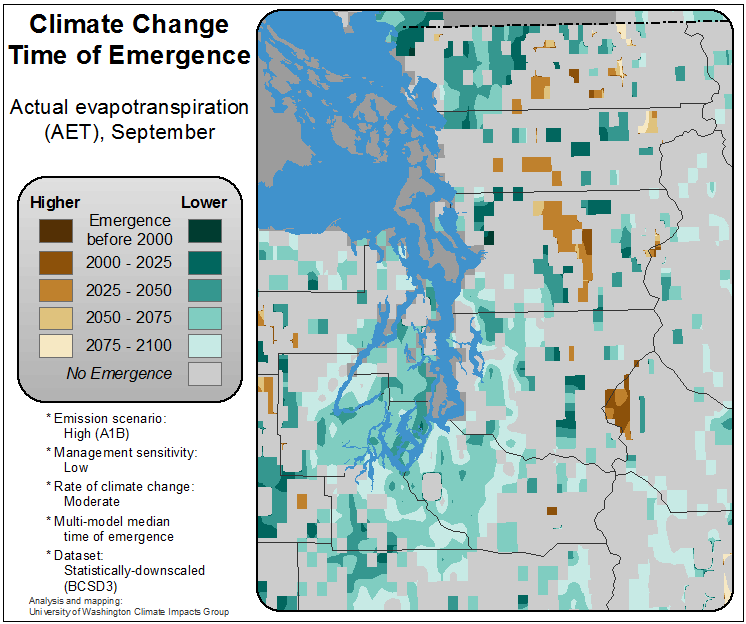 Climate Change
Time of Emergence
Actual evapotranspiration
(AET), September
Higher Lower
Emergence
before 2000
2000 - 2025
2025 - 2050
2050 - 2075
2075 - 2100
No Emergence
* Emission scenario:
High (A1B)
* Management sensitivity:
Low
* Rate of climate change:
Moderate
* Multi-model median
time of emergence
* Dataset:
Statistically-downscaled
(BCSD3)
Analysis and mapping:
University of Washington Climate Impacts Group